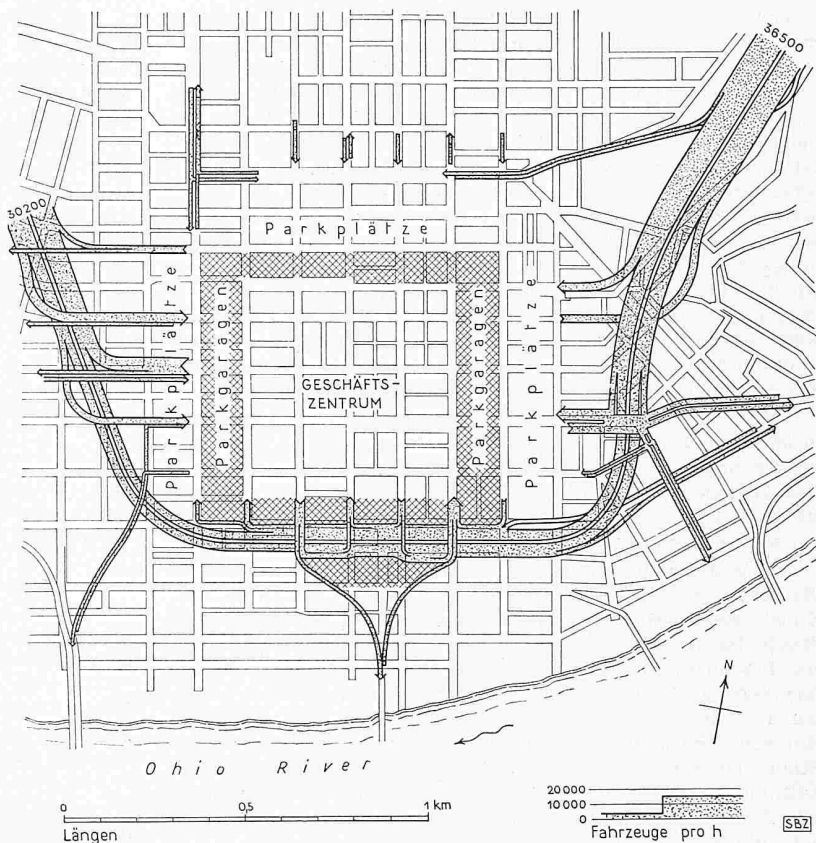 36500
30200
Parkplätze
Parkplätze
Parkgaragen
GESCHÄFTS-
ZENTRUM
Parkgaragen
Parkplätze
N
Ohio River
0 0,5 1 km
Längen
20000
10000
0
Fahrzeuge pro h
SBZ